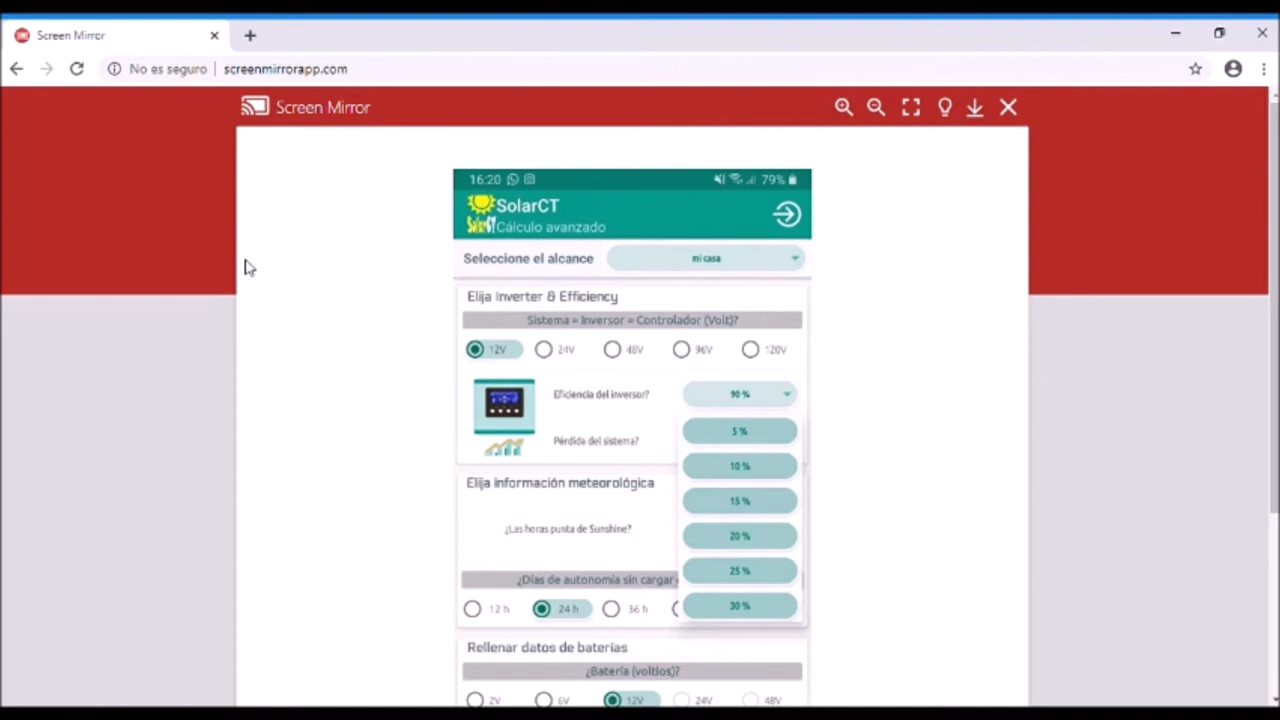 Screen Mirror
No es seguro screenmirrorapp.com
Screen Mirror
16:20 79%
SolarCT
Cálculo avanzado
Seleccione el alcance mi casa
Elija Inverter & Efficiency
Sistema = Inversor = Controlador (Volt)?
12V 24V 48V 96V 120V
Eficiencia del inversor? 90 %
5 %
Pérdida del sistema?
10 %
Elija información meteorológica
15 %
¿Las horas punta de Sunshine?
20 %
25 %
¿Días de autonomía sin cargar
12 h 24 h 36 h
30 %
Rellenar datos de baterías
¿Batería (voltios)?
2V 6V 12V 24V 48V